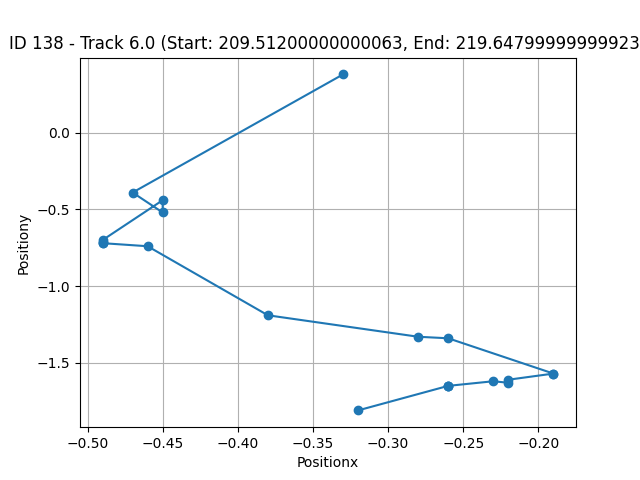 ID 138 - Track 6.0 (Start: 209.51200000000063, End: 219.64799999999923
0.0
−0.5
−1.0
−1.5
Positiony
−0.50 −0.45 −0.40 −0.35 −0.30 −0.25 −0.20
Positionx